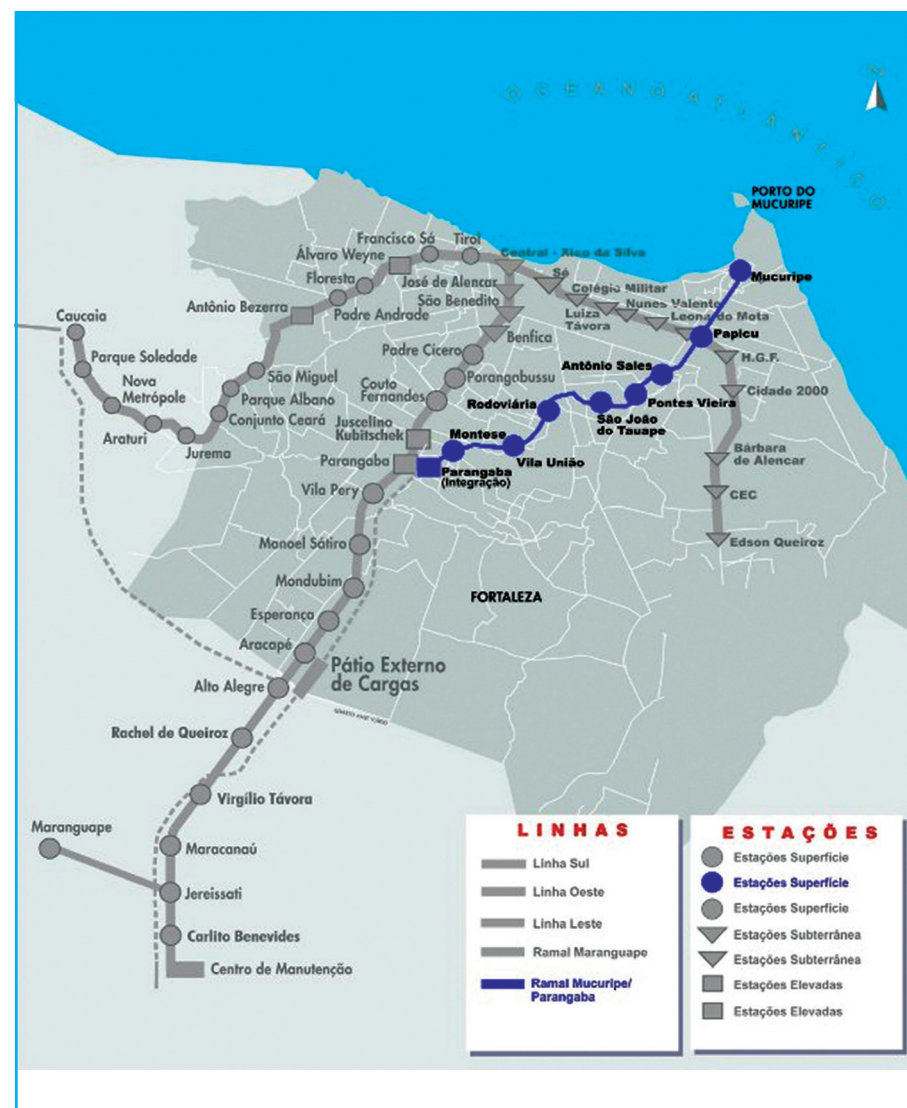 OCEANO ATLÂNTICO
N
PORTO DO
MUCURIPE
Francisco Sá
Tirol
Central - Xico da Silva
Álvaro Weyne
Sé
Mucuripe
Floresta
José de Alencar
Colégio Militar
Antônio Bezerra
Padre Andrade
São Benedito
Luiza
Távora
Nunes Valente
Leonardo Mota
Caucaia
Benfica
Papicu
Parque Soledade
Padre Cícero
H.G.F.
Nova
Metrópole
São Miguel
Porangabussu
Antônio Sales
Parque Albano
Couto
Fernandes
Cidade 2000
Pontes Vieira
Conjunto Ceará
Rodoviária
São João
do Tauape
Araturi
Juscelino
Kubitschek
Montese
Jurema
Vila União
Bárbara
de Alencar
Parangaba
Parangaba
(Integração)
Vila Pery
CEC
Manoel Sátiro
Edson Queiroz
Mondubim
FORTALEZA
Esperança
Aracapé
Pátio Externo
de Cargas
Alto Alegre
Rachel de Queiroz
Virgílio Távora
Maranguape
Maracanaú
Jereissati
Carlito Benevides
Centro de Manutenção
LINHAS
Linha Sul
Linha Oeste
Linha Leste
Ramal Maranguape
Ramal Mucuripe/
Parangaba
ESTAÇÕES
Estações Superfície
Estações Superfície
Estações Superfície
Estações Subterrânea
Estações Subterrânea
Estações Elevadas
Estações Elevadas